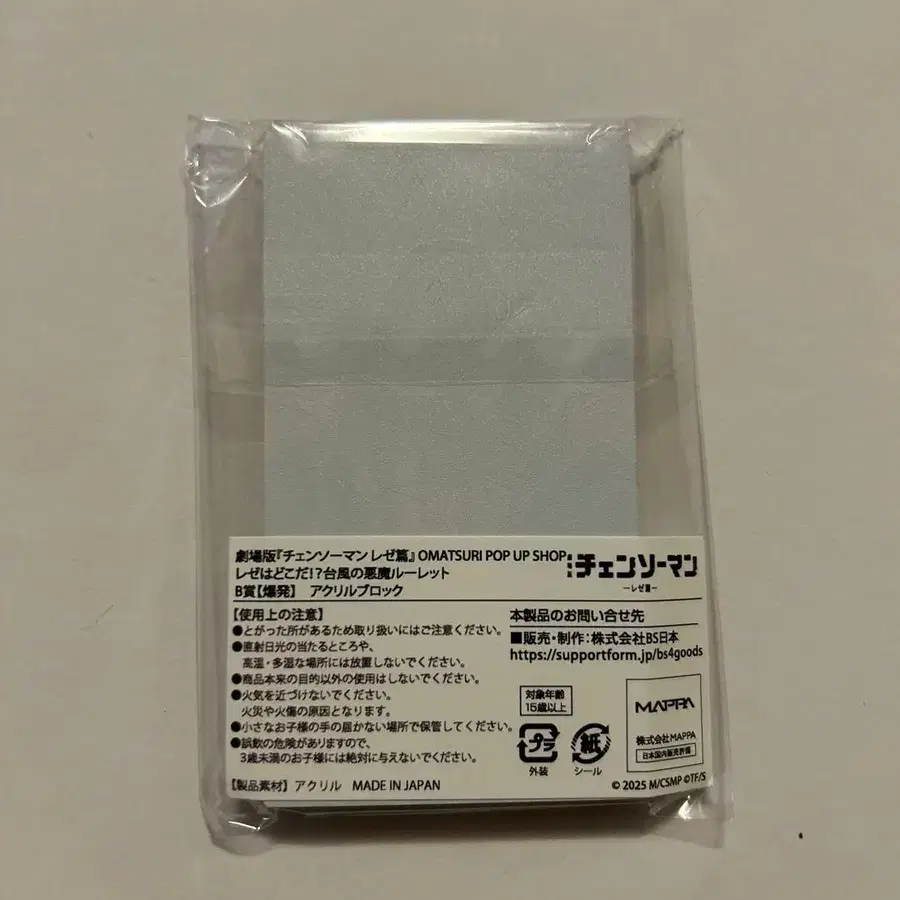 劇場版『チェンソーマン レゼ篇』 OMATSURI POP UP SHOP
レゼはどこだ!?台風の悪魔ルーレット
B賞【爆発】 アクリルブロック
劇場版 チェンソーマン
ーレゼ篇ー
【使用上の注意】
●とがった所があるため取り扱いにはご注意ください。
●直射日光の当たるところや、
高温・多湿な場所には放置しないでください。
●商品本来の目的以外の使用はしないでください。
●火気を近づけないでください。
火災や火傷の原因となります。
●小さなお子様の手の届かない場所で保管してください。
●誤飲の危険がありますので、
3歳未満のお子様には絶対に与えないでください。
【製品素材】 アクリル MADE IN JAPAN
本製品のお問い合せ先
■販売・制作:株式会社BS日本
https://supportform.jp/bs4goods
対象年齢
15歳以上
プラ
外装
紙
シール
MAPPA
株式会社MAPPA
日本国内販売許諾
© 2025 M/CSMP ©TF/S